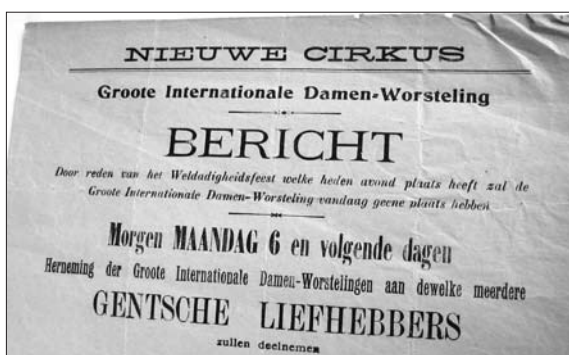 NIEUWE CIRKUS
Groote Internationale Damen-Worsteling
BERICHT
Door reden van het Weldadigheidsfeest welke heden avond plaats heeft zal de
Groote Internationale Damen-Worsteling vandaag geene plaats hebben
Morgen MAANDAG 6 en volgende dagen
Herneming der Groote Internationale Damen-Worstelingen aan dewelke meerdere
GENTSCHE LIEFHEBBERS
zullen deelnemen